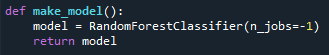 def make_model():
    model = RandomForestClassifier(n_jobs=-1)
    return model